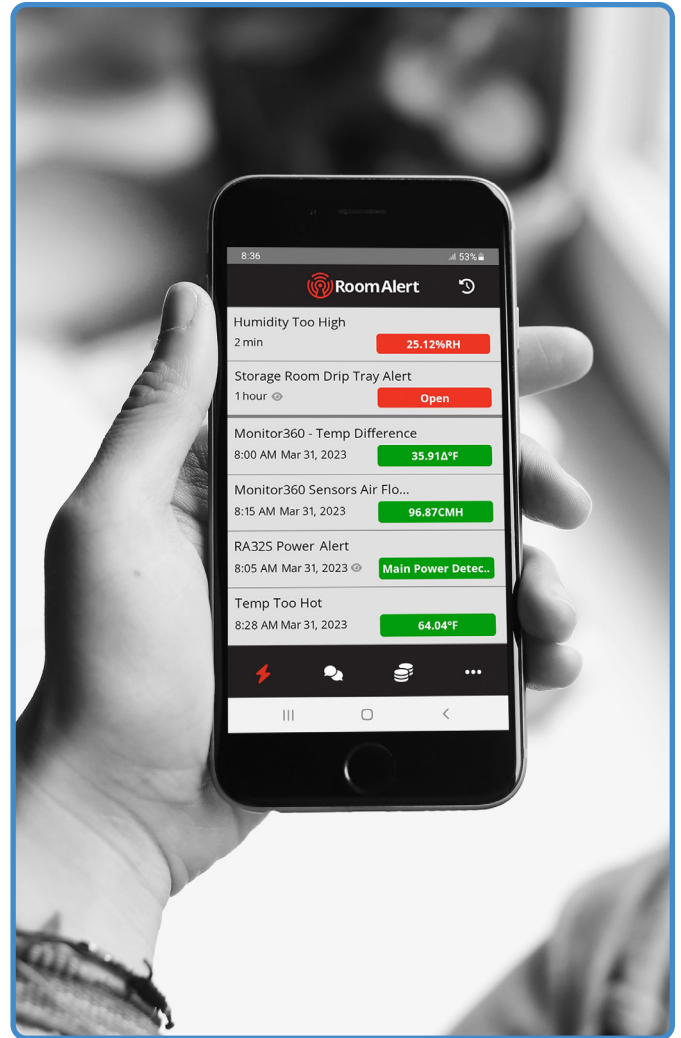 8:36
53%
RoomAlert
Humidity Too High
2 min
25.12%RH
Storage Room Drip Tray Alert
1 hour
Open
Monitor360 - Temp Difference
8:00 AM Mar 31, 2023
35.91Δ°F
Monitor360 Sensors Air Flo...
8:15 AM Mar 31, 2023
96.87CMH
RA32S Power Alert
8:05 AM Mar 31, 2023
Main Power Detec..
Temp Too Hot
8:28 AM Mar 31, 2023
64.04°F